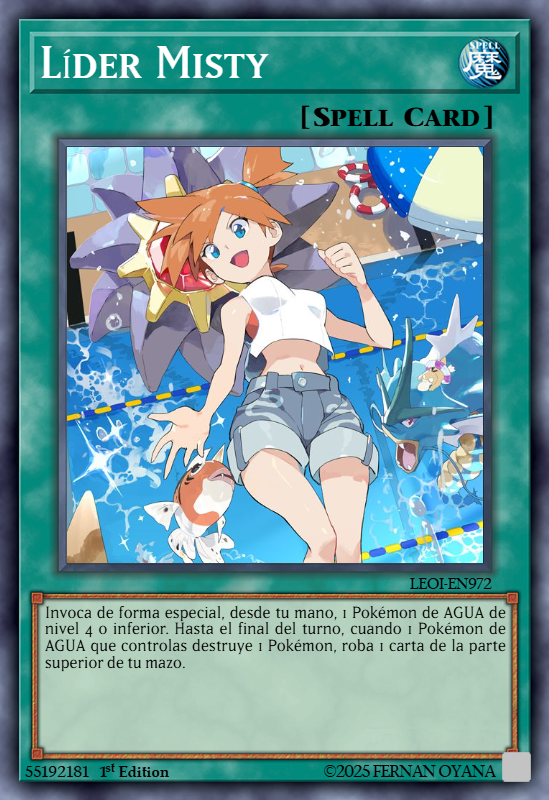 Líder Misty
SPELL
魔
[Spell Card]
LEOI-EN972
Invoca de forma especial, desde tu mano, 1 Pokémon de AGUA de
nivel 4 o inferior. Hasta el final del turno, cuando 1 Pokémon de
AGUA que controlas destruye 1 Pokémon, roba 1 carta de la parte
superior de tu mazo.
55192181 1st Edition
©2025 FERNAN OYANA